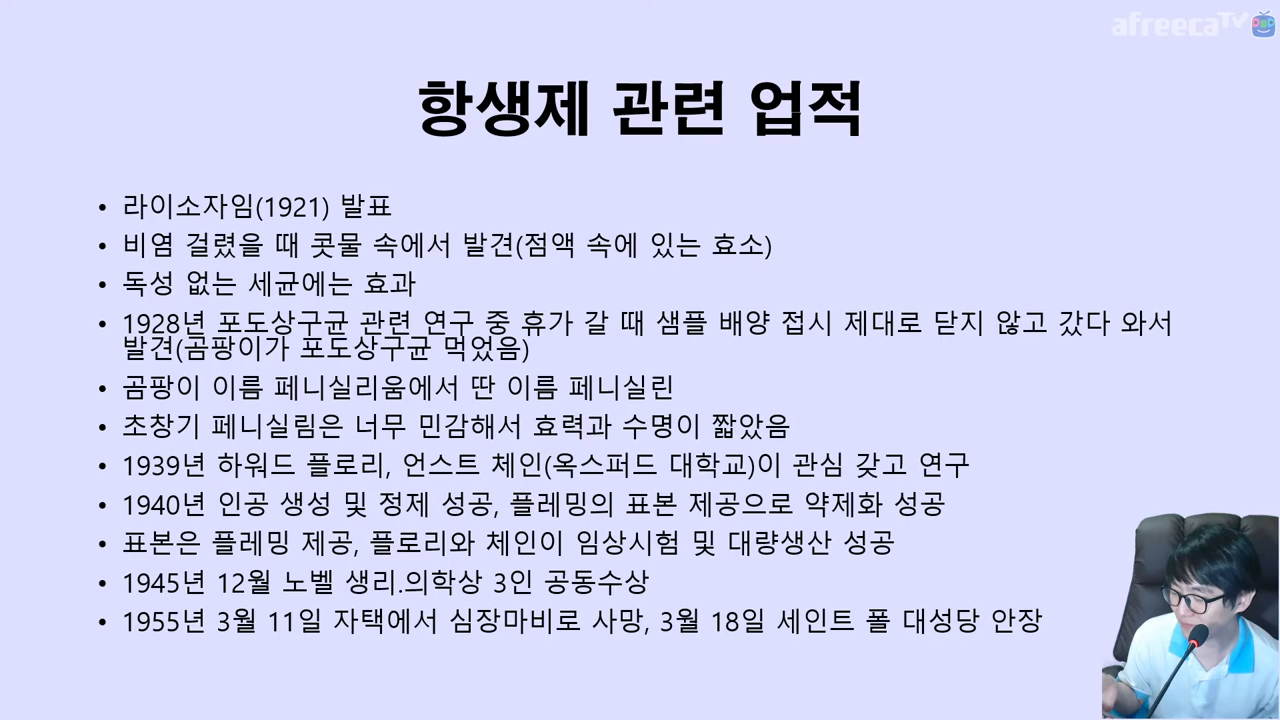 afreecaTV
항생제 관련 업적
• 라이소자임(1921) 발표
• 비염 걸렸을 때 콧물 속에서 발견(점액 속에 있는 효소)
• 독성 없는 세균에는 효과
• 1928년 포도상구균 관련 연구 중 휴가 갈 때 샘플 배양 접시 제대로 닫지 않고 갔다 와서
발견(곰팡이가 포도상구균 먹었음)
• 곰팡이 이름 페니실리움에서 딴 이름 페니실린
• 초창기 페니실림은 너무 민감해서 효력과 수명이 짧았음
• 1939년 하워드 플로리, 언스트 체인(옥스퍼드 대학교)이 관심 갖고 연구
• 1940년 인공 생성 및 정제 성공, 플레밍의 표본 제공으로 약제화 성공
• 표본은 플레밍 제공, 플로리와 체인이 임상시험 및 대량생산 성공
• 1945년 12월 노벨 생리.의학상 3인 공동수상
• 1955년 3월 11일 자택에서 심장마비로 사망, 3월 18일 세인트 폴 대성당 안장